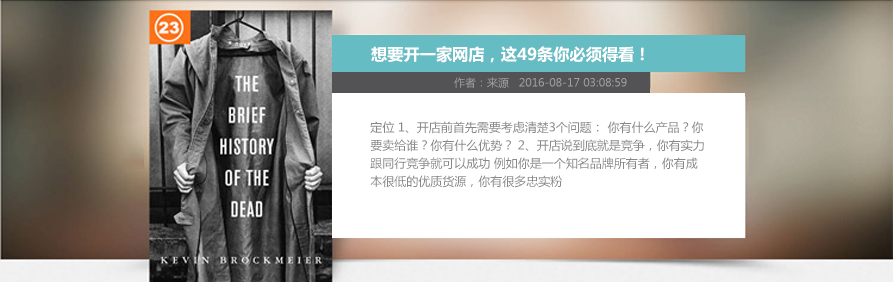 23
THE
BRIEF
HISTORY
OF THE
DEAD
KEVIN BROCKMEIER
想要开一家网店，这49条你必须得看！
作者：来源 2016-08-17 03:08:59
定位 1、开店前首先需要考虑清楚3个问题： 你有什么产品？你
要卖给谁？你有什么优势？ 2、开店说到底就是竞争，你有实力
跟同行竞争就可以成功 例如你是一个知名品牌所有者，你有成
本很低的优质货源，你有很多忠实粉